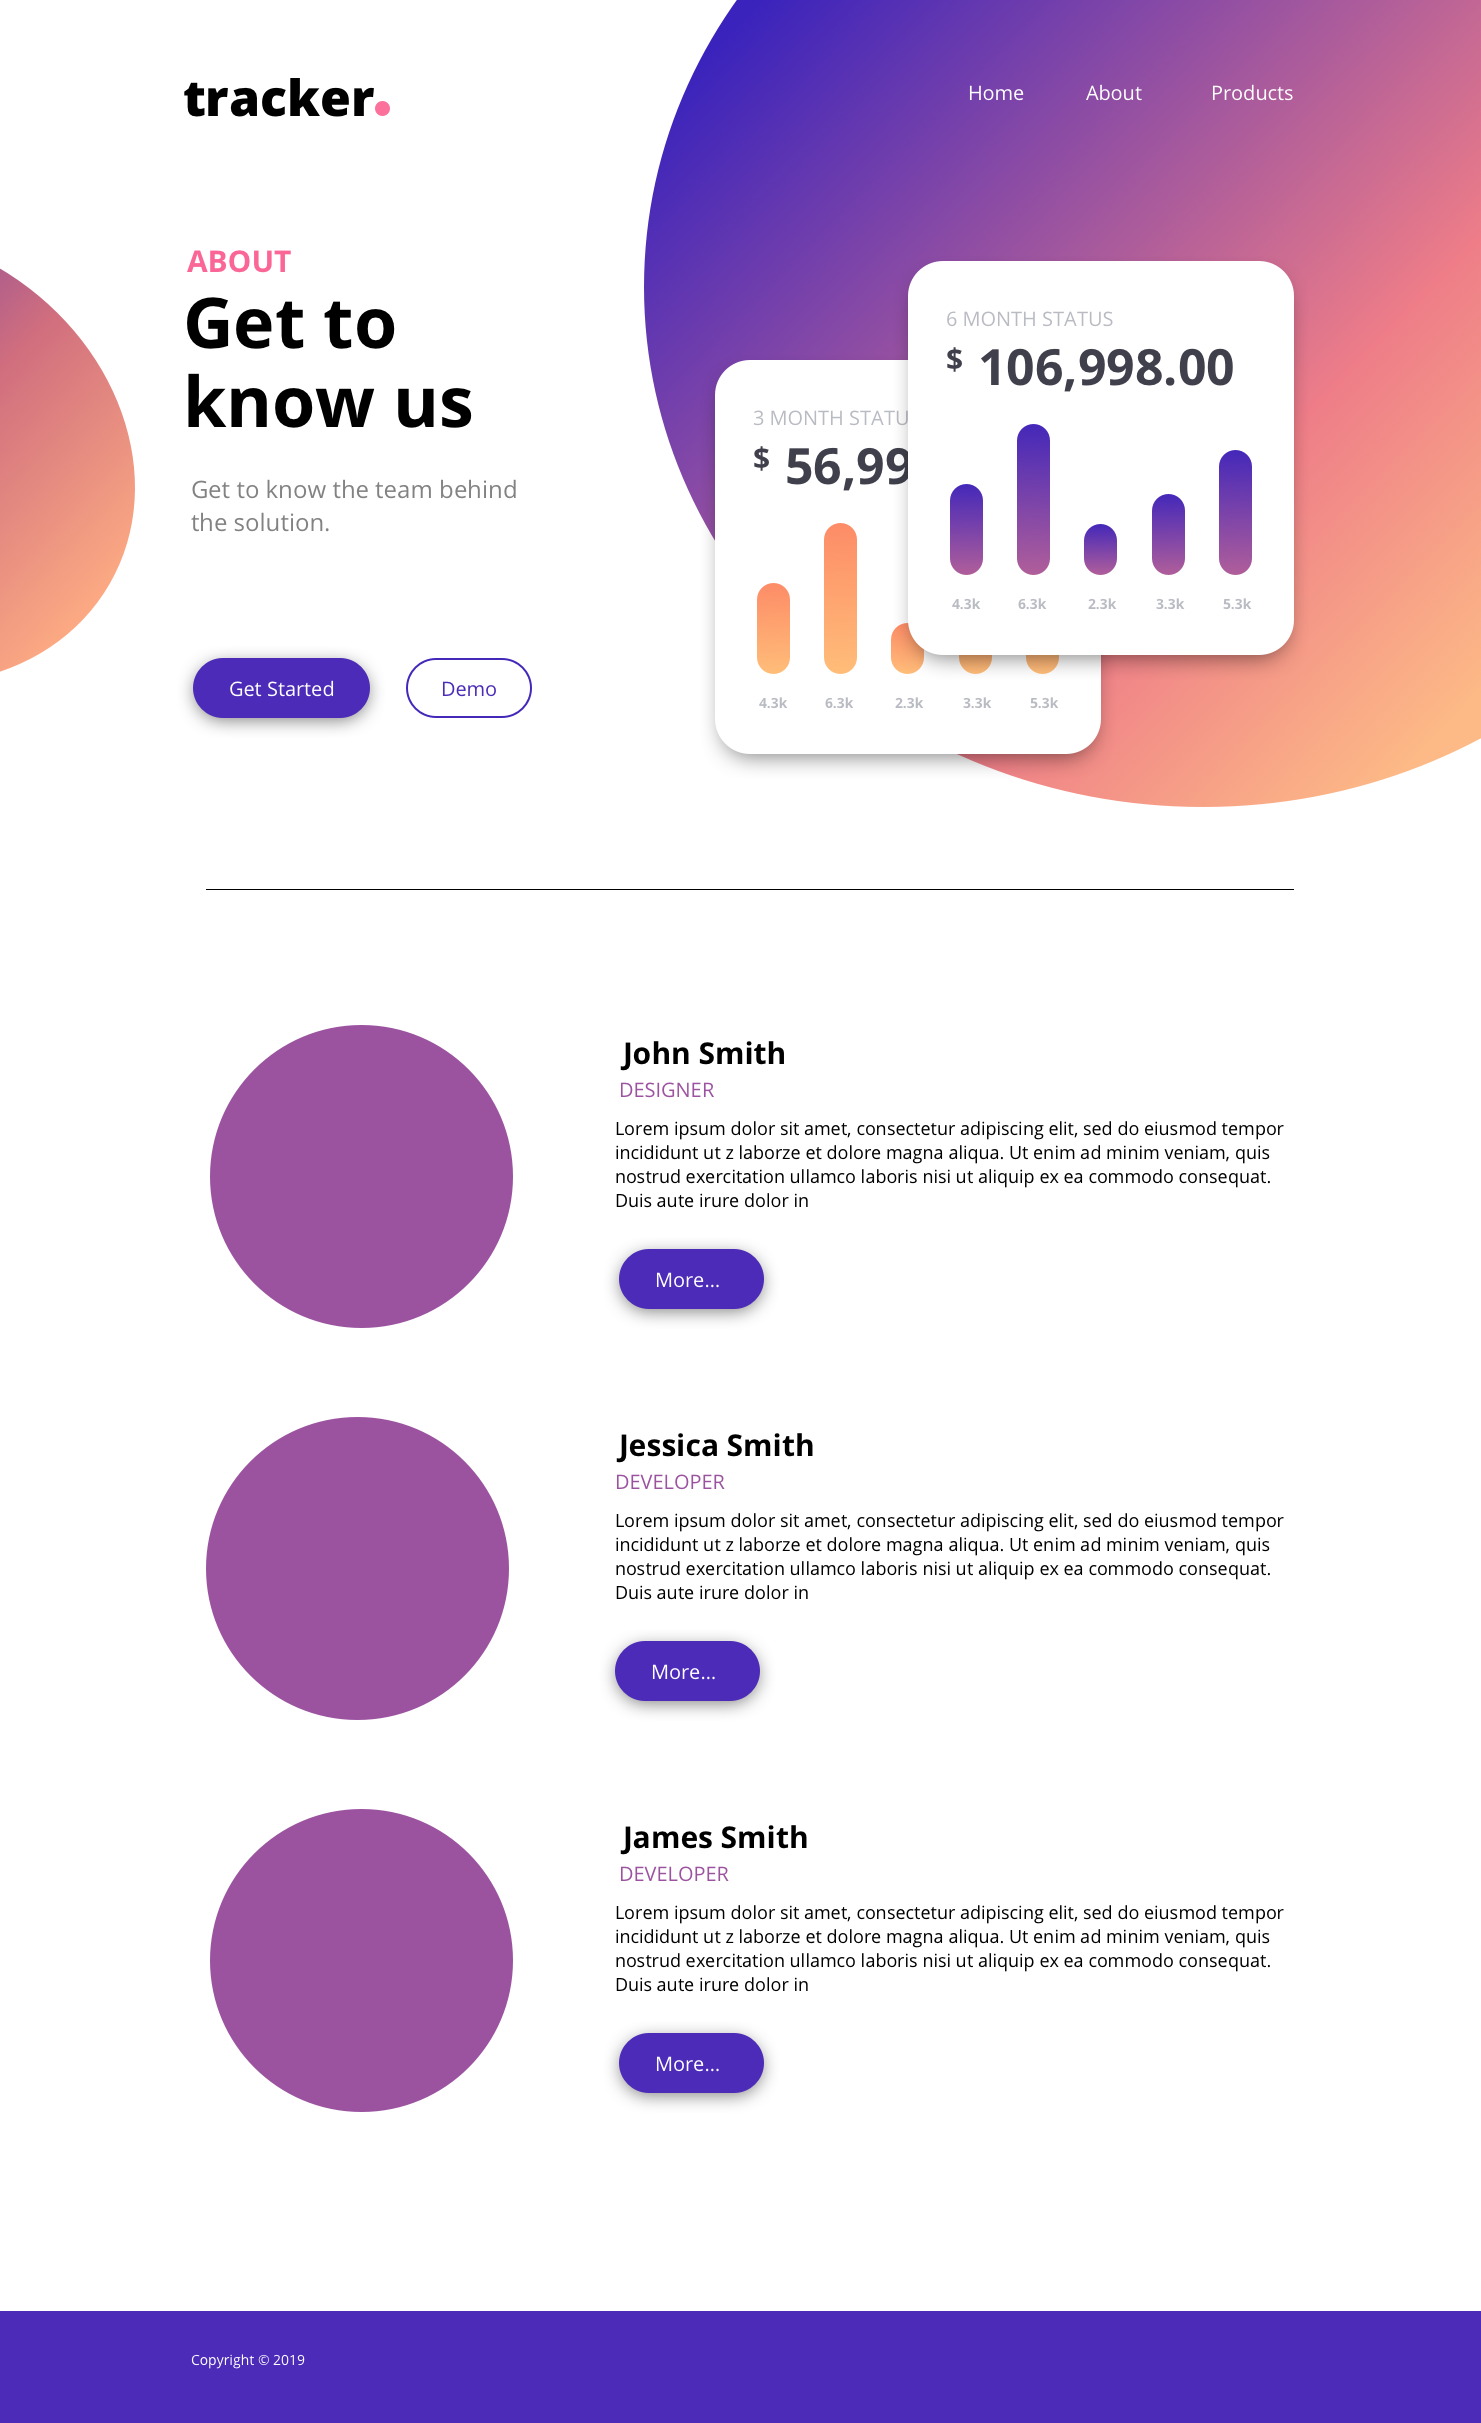 tracker.
Home About Products
ABOUT
Get to
know us
Get to know the team behind
the solution.
Get Started
Demo
3 MONTH STATU
$ 56,99
4.3k 6.3k 2.3k 3.3k 5.3k
6 MONTH STATUS
$ 106,998.00
4.3k 6.3k 2.3k 3.3k 5.3k
John Smith
DESIGNER
Lorem ipsum dolor sit amet, consectetur adipiscing elit, sed do eiusmod tempor
incididunt ut z laborze et dolore magna aliqua. Ut enim ad minim veniam, quis
nostrud exercitation ullamco laboris nisi ut aliquip ex ea commodo consequat.
Duis aute irure dolor in
More...
Jessica Smith
DEVELOPER
Lorem ipsum dolor sit amet, consectetur adipiscing elit, sed do eiusmod tempor
incididunt ut z laborze et dolore magna aliqua. Ut enim ad minim veniam, quis
nostrud exercitation ullamco laboris nisi ut aliquip ex ea commodo consequat.
Duis aute irure dolor in
More...
James Smith
DEVELOPER
Lorem ipsum dolor sit amet, consectetur adipiscing elit, sed do eiusmod tempor
incididunt ut z laborze et dolore magna aliqua. Ut enim ad minim veniam, quis
nostrud exercitation ullamco laboris nisi ut aliquip ex ea commodo consequat.
Duis aute irure dolor in
More...
Copyright © 2019